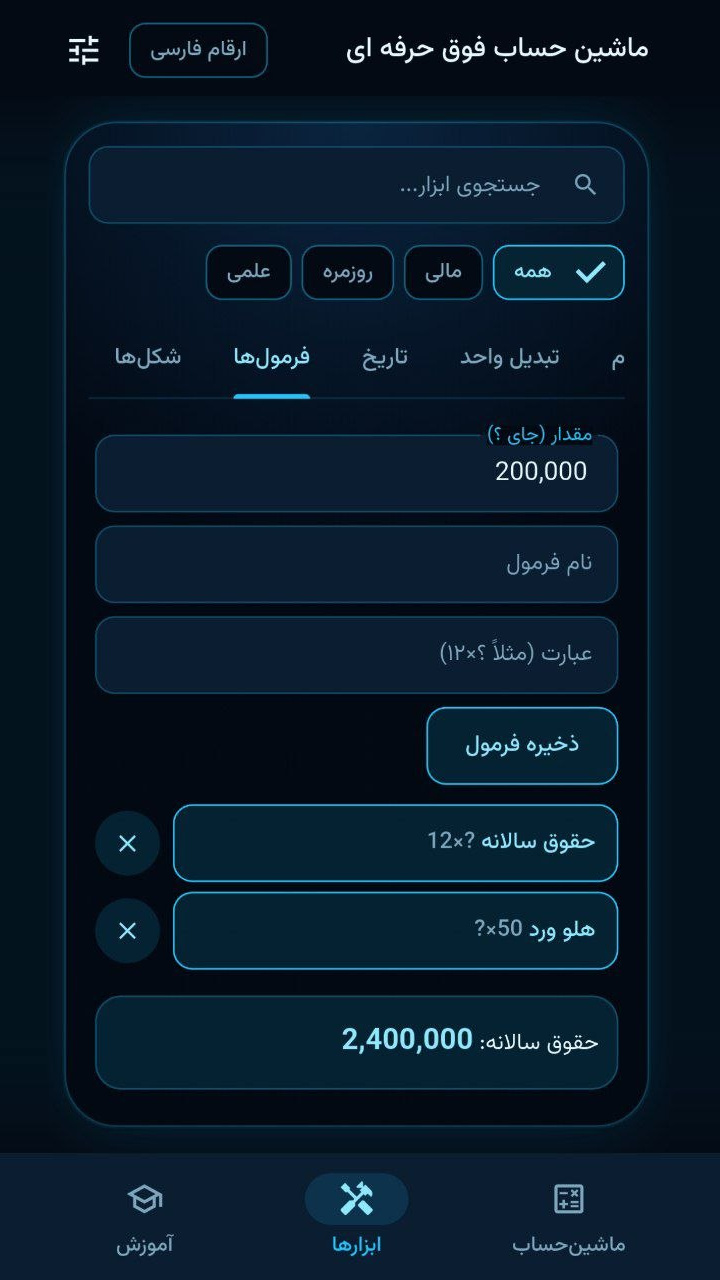 ماشین حساب فوق حرفه ای
ارقام فارسی
جستجوی ابزار...
همه
مالی
روزمره
علمی
م
تبدیل واحد
تاریخ
فرمول‌ها
شکل‌ها
مقدار (جای ؟)
200,000
نام فرمول
عبارت (مثلاً ؟×۱۲)
ذخیره فرمول
حقوق سالانه ?×12
هلو ورد 50×?
حقوق سالانه: 2,400,000
ماشین‌حساب
ابزارها
آموزش